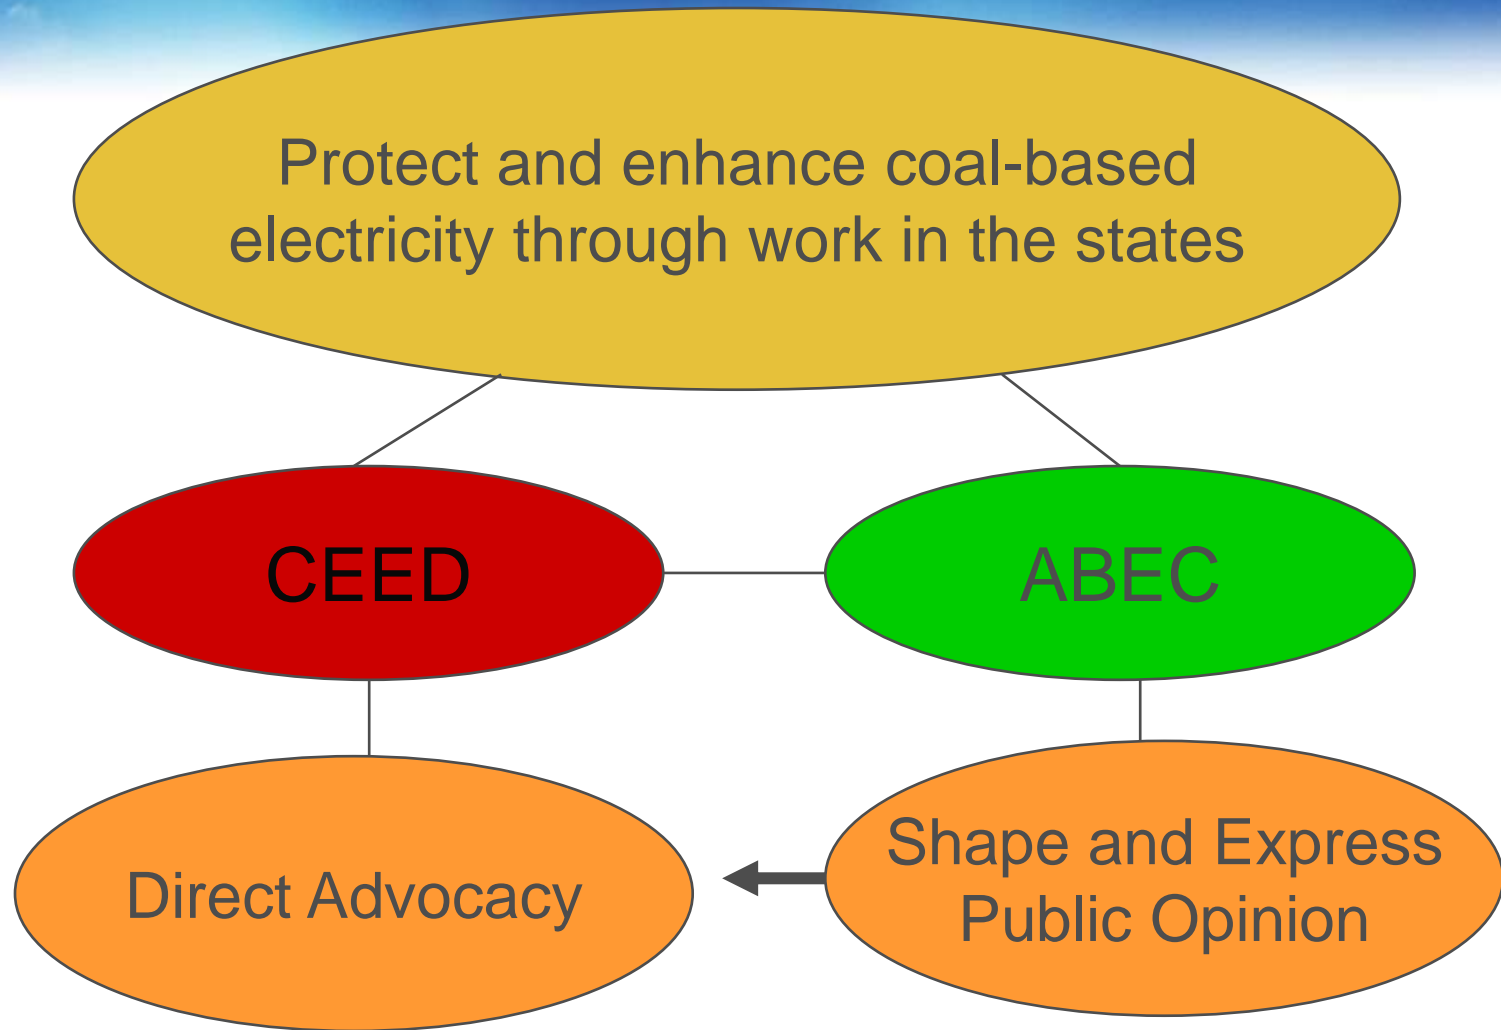 Protect and enhance coal-based
electricity through work in the states
CEED
ABEC
Direct Advocacy
Shape and Express
Public Opinion